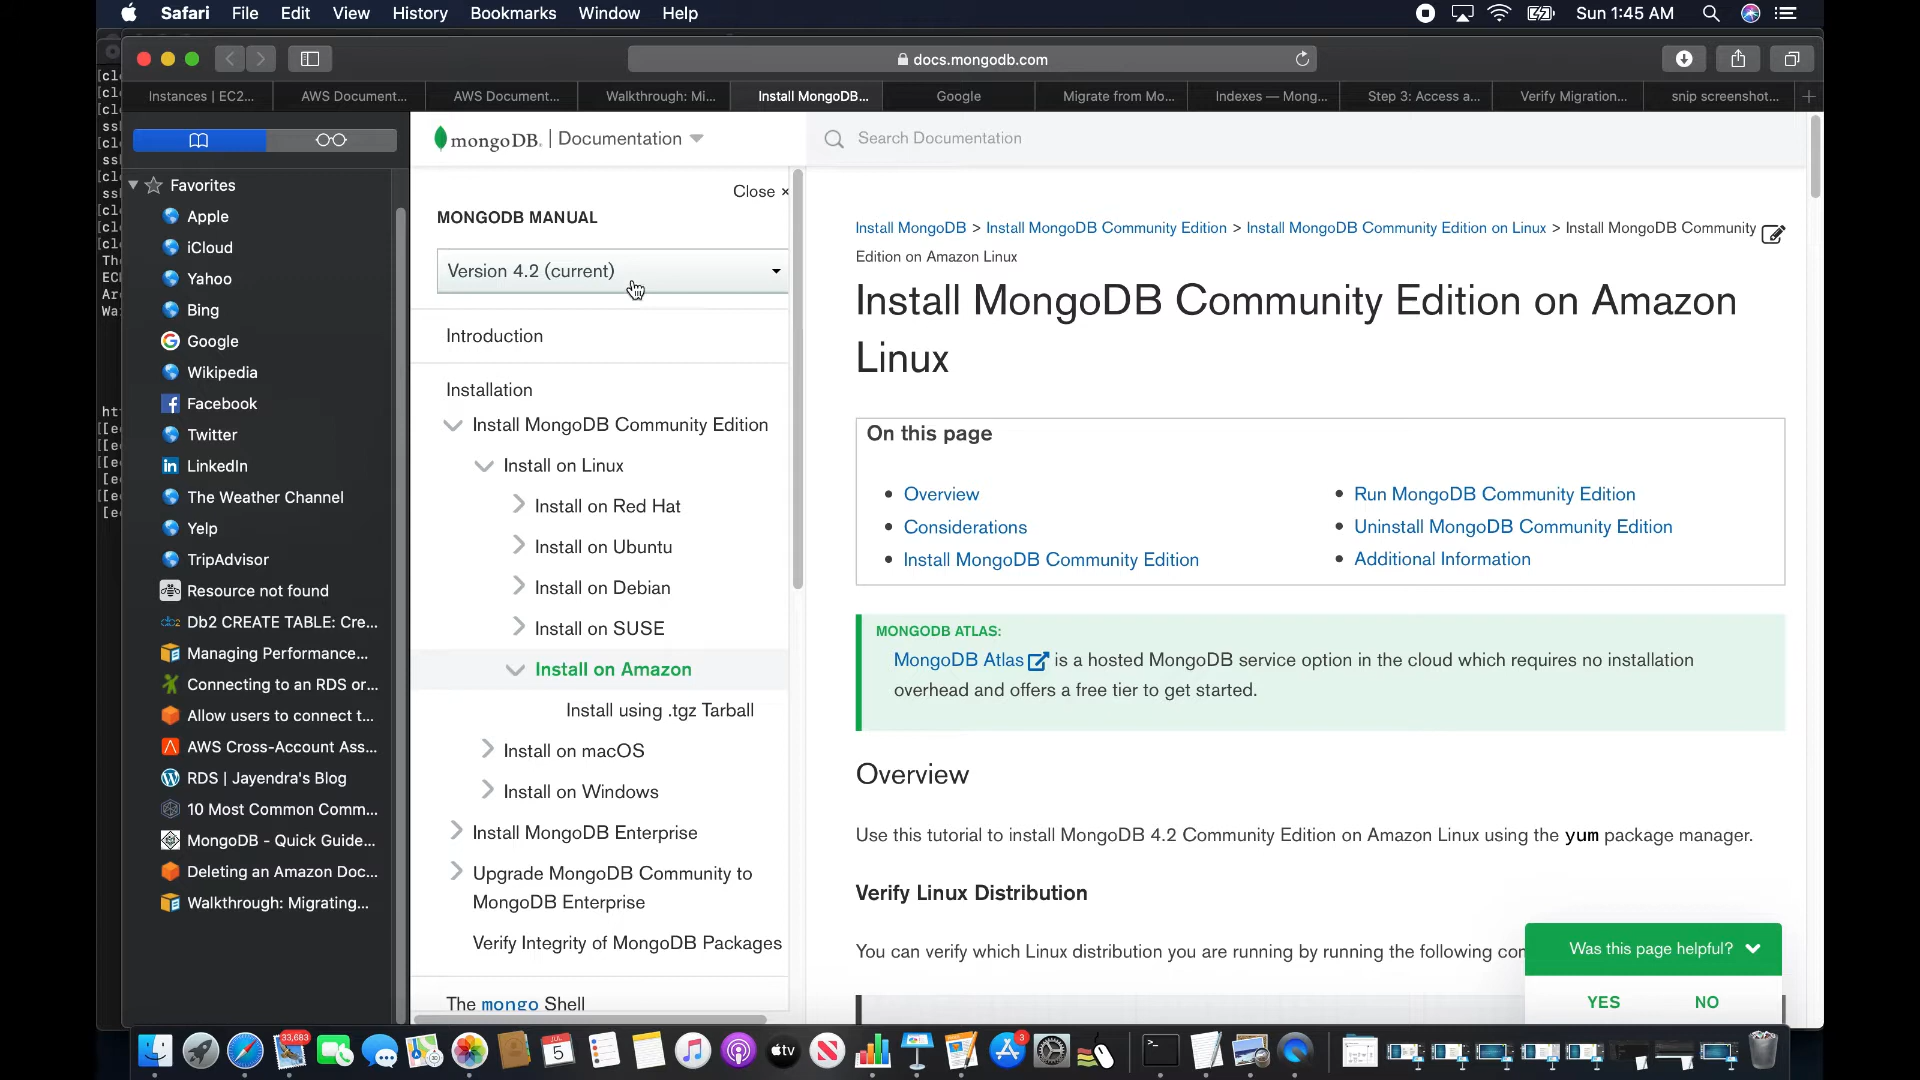 Safari File Edit View History Bookmarks Window Help Sun 1:45 AM
docs.mongodb.com
Instances | EC2... AWS Document... AWS Document... Walkthrough: Mi... Install MongoDB... Google Migrate from Mo... Indexes — Mong... Step 3: Access a... Verify Migration... snip screenshot...
mongoDB. | Documentation
Search Documentation
Favorites
Apple
iCloud
Yahoo
Bing
Google
Wikipedia
Facebook
Twitter
LinkedIn
The Weather Channel
Yelp
TripAdvisor
Resource not found
Db2 CREATE TABLE: Cre...
Managing Performance...
Connecting to an RDS or...
Allow users to connect t...
AWS Cross-Account Ass...
RDS | Jayendra's Blog
10 Most Common Comm...
MongoDB - Quick Guide...
Deleting an Amazon Doc...
Walkthrough: Migrating...
Close ×
MONGODB MANUAL
Version 4.2 (current)
Introduction
Installation
Install MongoDB Community Edition
Install on Linux
Install on Red Hat
Install on Ubuntu
Install on Debian
Install on SUSE
Install on Amazon
Install using .tgz Tarball
Install on macOS
Install on Windows
Install MongoDB Enterprise
Upgrade MongoDB Community to
MongoDB Enterprise
Verify Integrity of MongoDB Packages
The mongo Shell
Install MongoDB > Install MongoDB Community Edition > Install MongoDB Community Edition on Linux > Install MongoDB Community
Edition on Amazon Linux
Install MongoDB Community Edition on Amazon
Linux
On this page
Overview
Considerations
Install MongoDB Community Edition
Run MongoDB Community Edition
Uninstall MongoDB Community Edition
Additional Information
MONGODB ATLAS:
MongoDB Atlas is a hosted MongoDB service option in the cloud which requires no installation
overhead and offers a free tier to get started.
Overview
Use this tutorial to install MongoDB 4.2 Community Edition on Amazon Linux using the yum package manager.
Verify Linux Distribution
You can verify which Linux distribution you are running by running the following con
Was this page helpful?
YES NO
33,683
JUL
5
tv
3